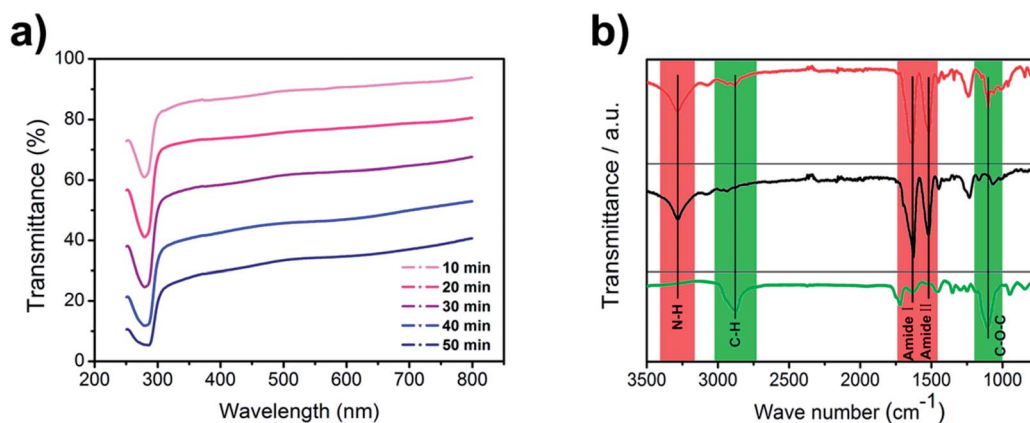 a)
Transmittance (%)
100
80
60
40
20
0
10 min
20 min
30 min
40 min
50 min
200 300 400 500 600 700 800
Wavelength (nm)
b)
Transmittance / a.u.
N-H
C-H
Amide I
Amide II
C-O-C
3500 3000 2500 2000 1500 1000
Wave number (cm⁻¹)